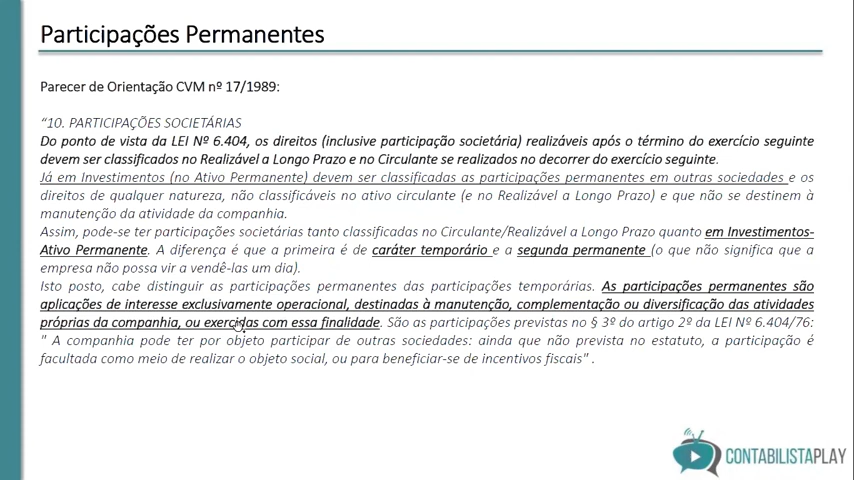 Participações Permanentes
Parecer de Orientação CVM nº 17/1989:
“10. PARTICIPAÇÕES SOCIETÁRIAS
Do ponto de vista da LEI Nº 6.404, os direitos (inclusive participação societária) realizáveis após o término do exercício seguinte
devem ser classificados no Realizável a Longo Prazo e no Circulante se realizados no decorrer do exercício seguinte.
Já em Investimentos (no Ativo Permanente) devem ser classificadas as participações permanentes em outras sociedades e os
direitos de qualquer natureza, não classificáveis no ativo circulante (e no Realizável a Longo Prazo) e que não se destinem à
manutenção da atividade da companhia.
Assim, pode-se ter participações societárias tanto classificadas no Circulante/Realizável a Longo Prazo quanto em Investimentos-
Ativo Permanente. A diferença é que a primeira é de caráter temporário e a segunda permanente (o que não significa que a
empresa não possa vir a vendê-las um dia).
Isto posto, cabe distinguir as participações permanentes das participações temporárias. As participações permanentes são
aplicações de interesse exclusivamente operacional, destinadas à manutenção, complementação ou diversificação das atividades
próprias da companhia, ou exercidas com essa finalidade. São as participações previstas no § 3º do artigo 2º da LEI Nº 6.404/76:
" A companhia pode ter por objeto participar de outras sociedades: ainda que não prevista no estatuto, a participação é
facultada como meio de realizar o objeto social, ou para beneficiar-se de incentivos fiscais" .
CONTABILISTAPLAY